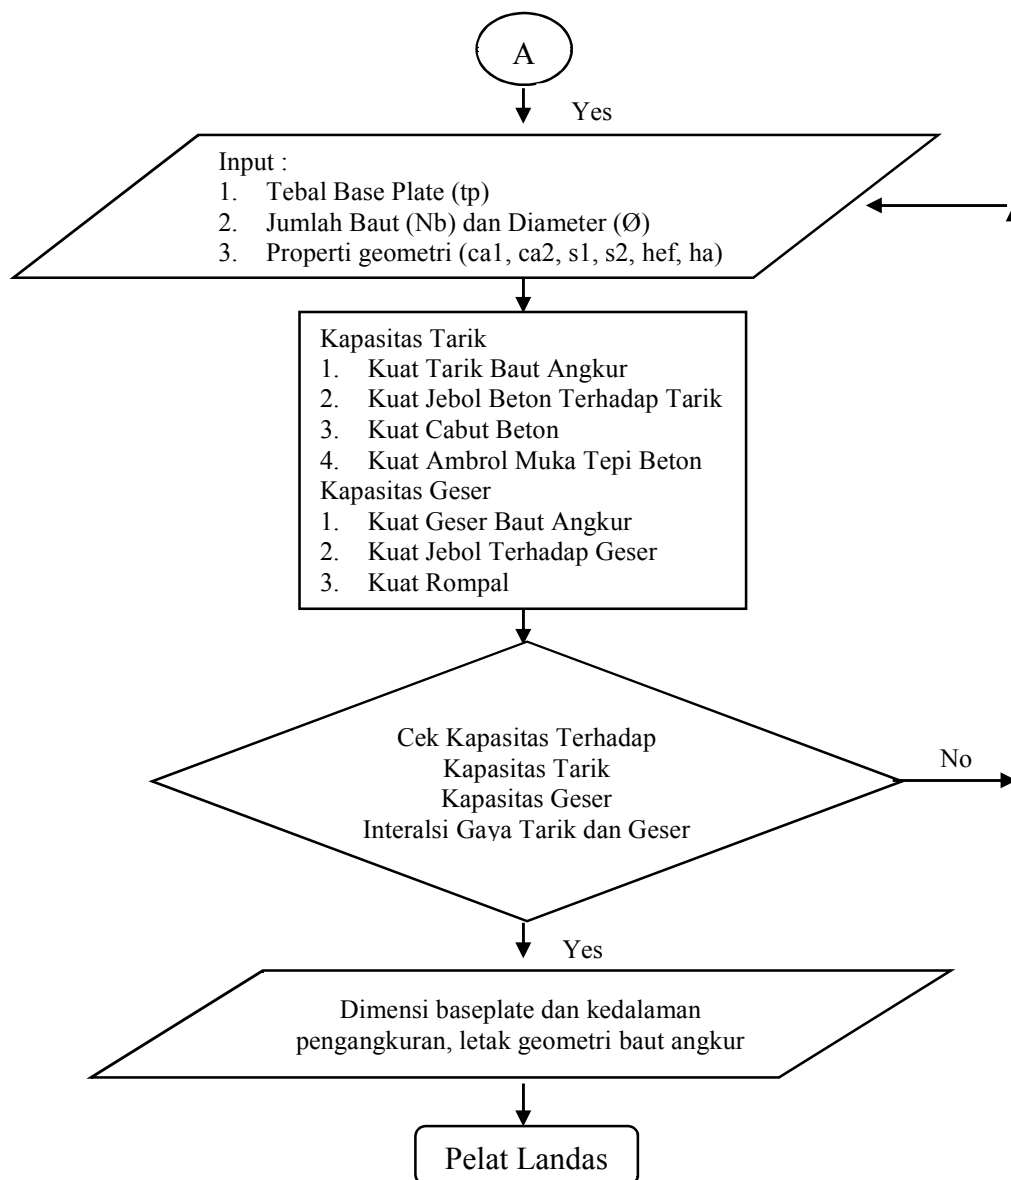 A
Yes
Input :
1. Tebal Base Plate (tp)
2. Jumlah Baut (Nb) dan Diameter (Ø)
3. Properti geometri (ca1, ca2, s1, s2, hef, ha)
Kapasitas Tarik
1. Kuat Tarik Baut Angkur
2. Kuat Jebol Beton Terhadap Tarik
3. Kuat Cabut Beton
4. Kuat Ambrol Muka Tepi Beton
Kapasitas Geser
1. Kuat Geser Baut Angkur
2. Kuat Jebol Terhadap Geser
3. Kuat Rompal
Cek Kapasitas Terhadap
Kapasitas Tarik
Kapasitas Geser
Interalsi Gaya Tarik dan Geser
No
Yes
Dimensi baseplate dan kedalaman
pengangkuran, letak geometri baut angkur
Pelat Landas